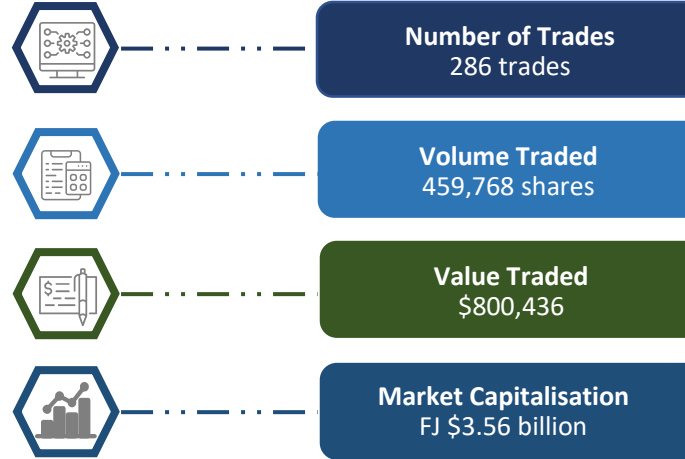 Number of Trades
286 trades
Volume Traded
459,768 shares
$
Value Traded
$800,436
Market Capitalisation
FJ $3.56 billion